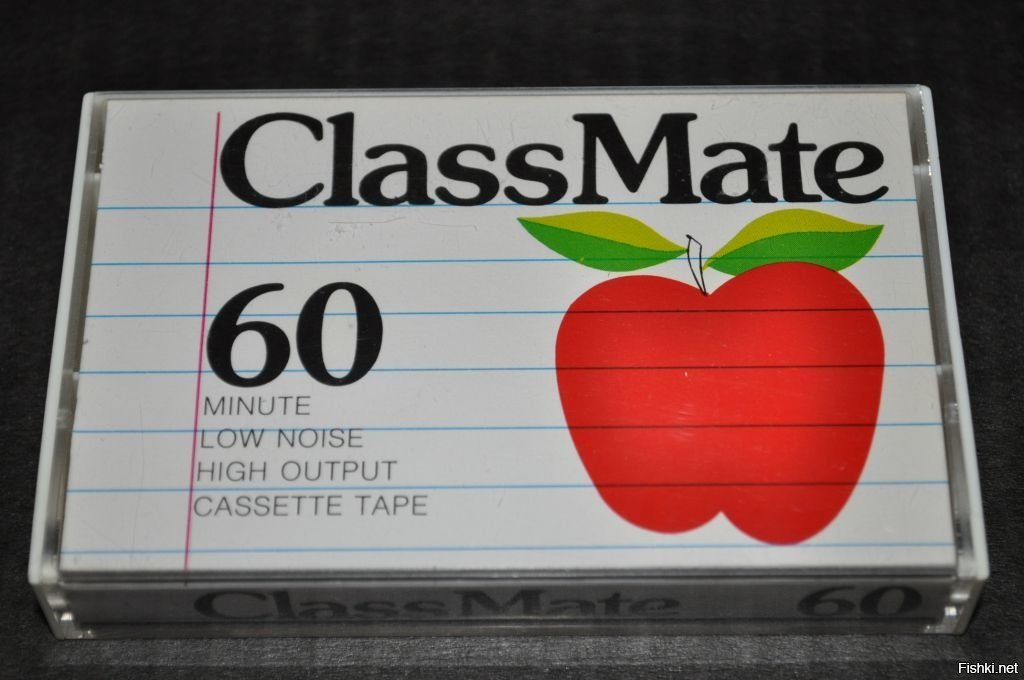 ClassMate
60
MINUTE
LOW NOISE
HIGH OUTPUT
CASSETTE TAPE
ClassMate 60
Fishki.net